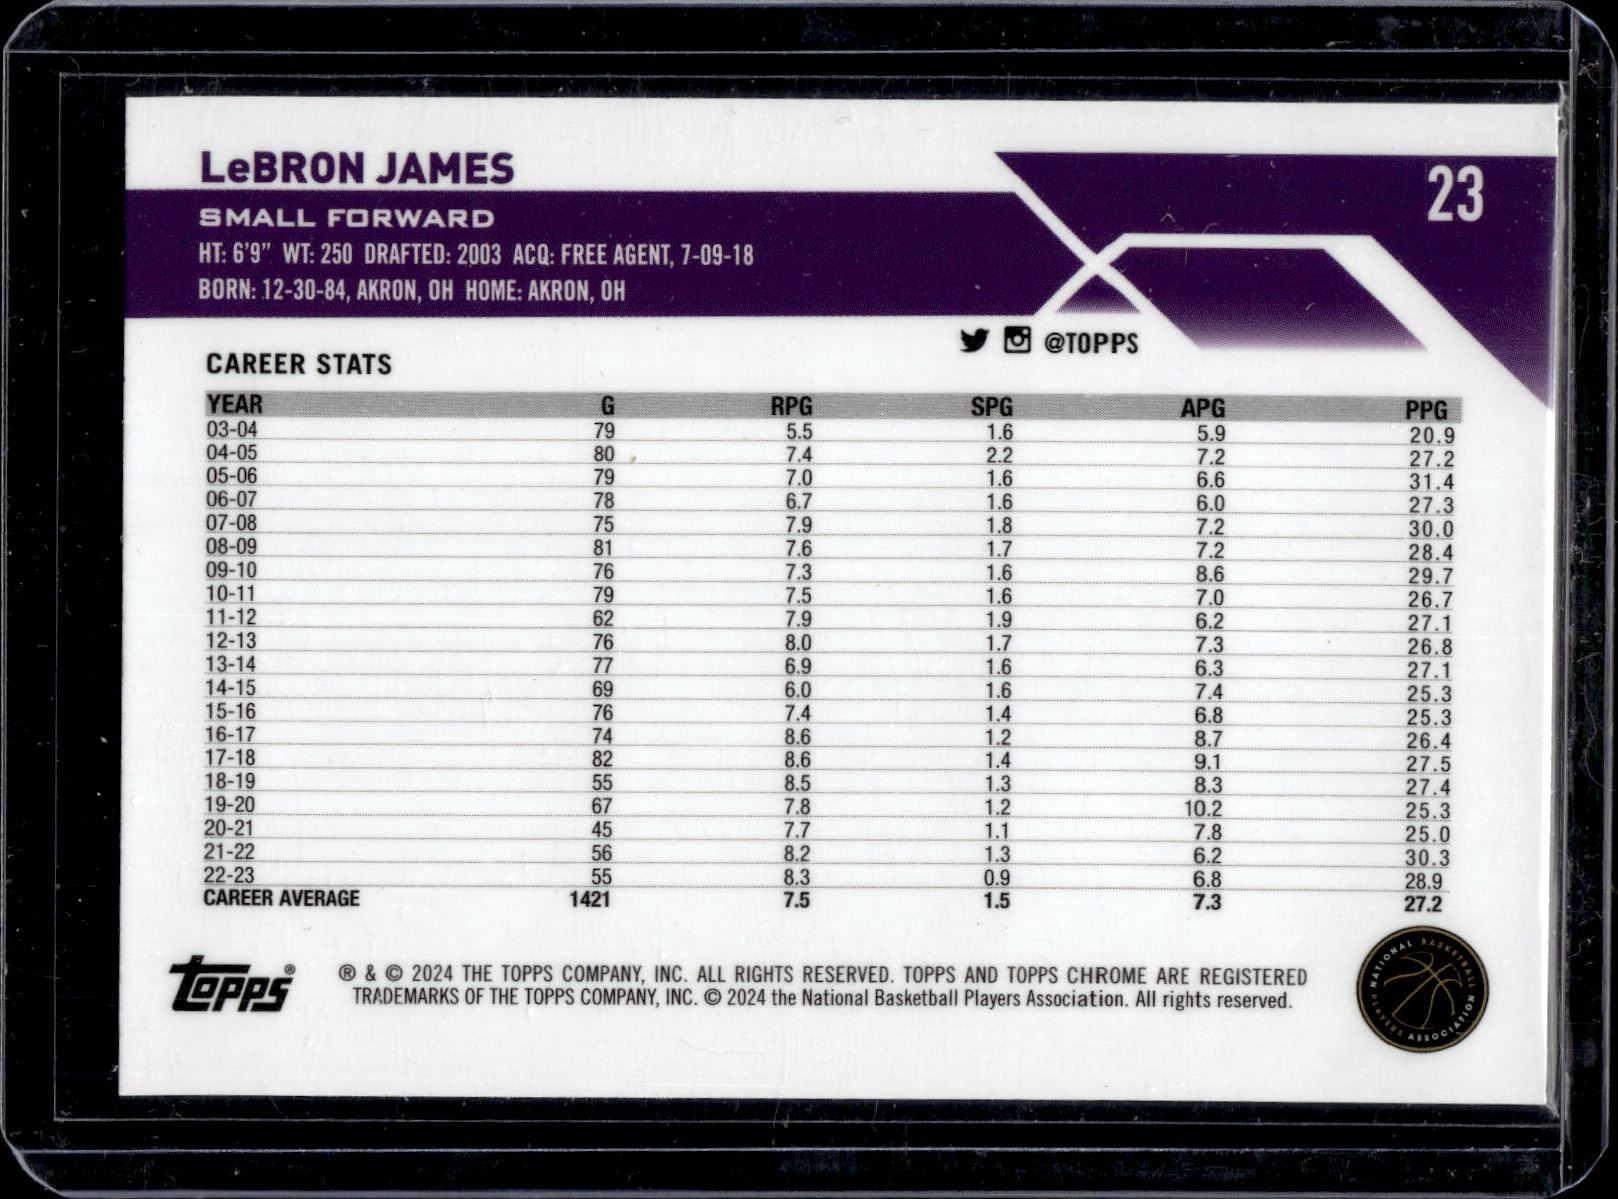 LeBRON JAMES
23
SMALL FORWARD
HT: 6'9" WT: 250 DRAFTED: 2003 ACQ: FREE AGENT, 7-09-18
BORN: 12-30-84, AKRON, OH HOME: AKRON, OH
@TOPPS
CAREER STATS
YEAR G RPG SPG APG PPG
03-04 79 5.5 1.6 5.9 20.9
04-05 80 7.4 2.2 7.2 27.2
05-06 79 7.0 1.6 6.6 31.4
06-07 78 6.7 1.6 6.0 27.3
07-08 75 7.9 1.8 7.2 30.0
08-09 81 7.6 1.7 7.2 28.4
09-10 76 7.3 1.6 8.6 29.7
10-11 79 7.5 1.6 7.0 26.7
11-12 62 7.9 1.9 6.2 27.1
12-13 76 8.0 1.7 7.3 26.8
13-14 77 6.9 1.6 6.3 27.1
14-15 69 6.0 1.6 7.4 25.3
15-16 76 7.4 1.4 6.8 25.3
16-17 74 8.6 1.2 8.7 26.4
17-18 82 8.6 1.4 9.1 27.5
18-19 55 8.5 1.3 8.3 27.4
19-20 67 7.8 1.2 10.2 25.3
20-21 45 7.7 1.1 7.8 25.0
21-22 56 8.2 1.3 6.2 30.3
22-23 55 8.3 0.9 6.8 28.9
CAREER AVERAGE 1421 7.5 1.5 7.3 27.2
topps®
® & © 2024 THE TOPPS COMPANY, INC. ALL RIGHTS RESERVED. TOPPS AND TOPPS CHROME ARE REGISTERED
TRADEMARKS OF THE TOPPS COMPANY, INC. © 2024 the National Basketball Players Association. All rights reserved.
NATIONAL BASKETBALL PLAYERS ASSOCIATION